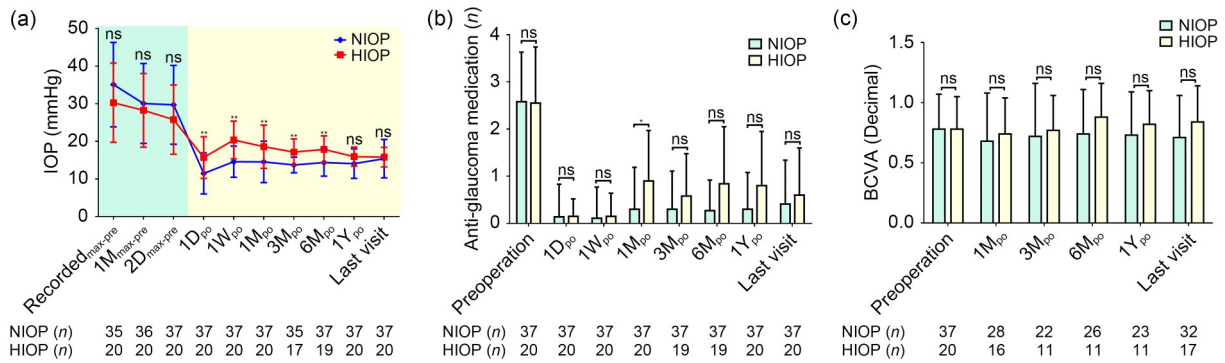 (a)
IOP (mmHg)
50
40
30
20
10
0
NIOP
HIOP
ns
ns
ns
**
**
**
**
**
ns
ns
Recordedmax-pre
1Mmax-pre
2Dmax-pre
1Dpo
1Wpo
1Mpo
3Mpo
6Mpo
1Ypo
Last visit
NIOP (n) 35 36 37 37 37 37 35 37 37 37
HIOP (n) 20 20 20 20 20 20 17 19 20 20
(b)
Anti-glaucoma medication (n)
4
3
2
1
0
NIOP
HIOP
ns
ns
ns
*
ns
ns
ns
ns
Preoperation
1Dpo
1Wpo
1Mpo
3Mpo
6Mpo
1Ypo
Last visit
NIOP (n) 37 37 37 37 37 37 37 37
HIOP (n) 20 20 20 20 19 19 20 20
(c)
BCVA (Decimal)
1.5
1.0
0.5
0.0
NIOP
HIOP
ns
ns
ns
ns
ns
ns
Preoperation
1Mpo
3Mpo
6Mpo
1Ypo
Last visit
NIOP (n) 37 28 22 26 23 32
HIOP (n) 20 16 11 11 11 17